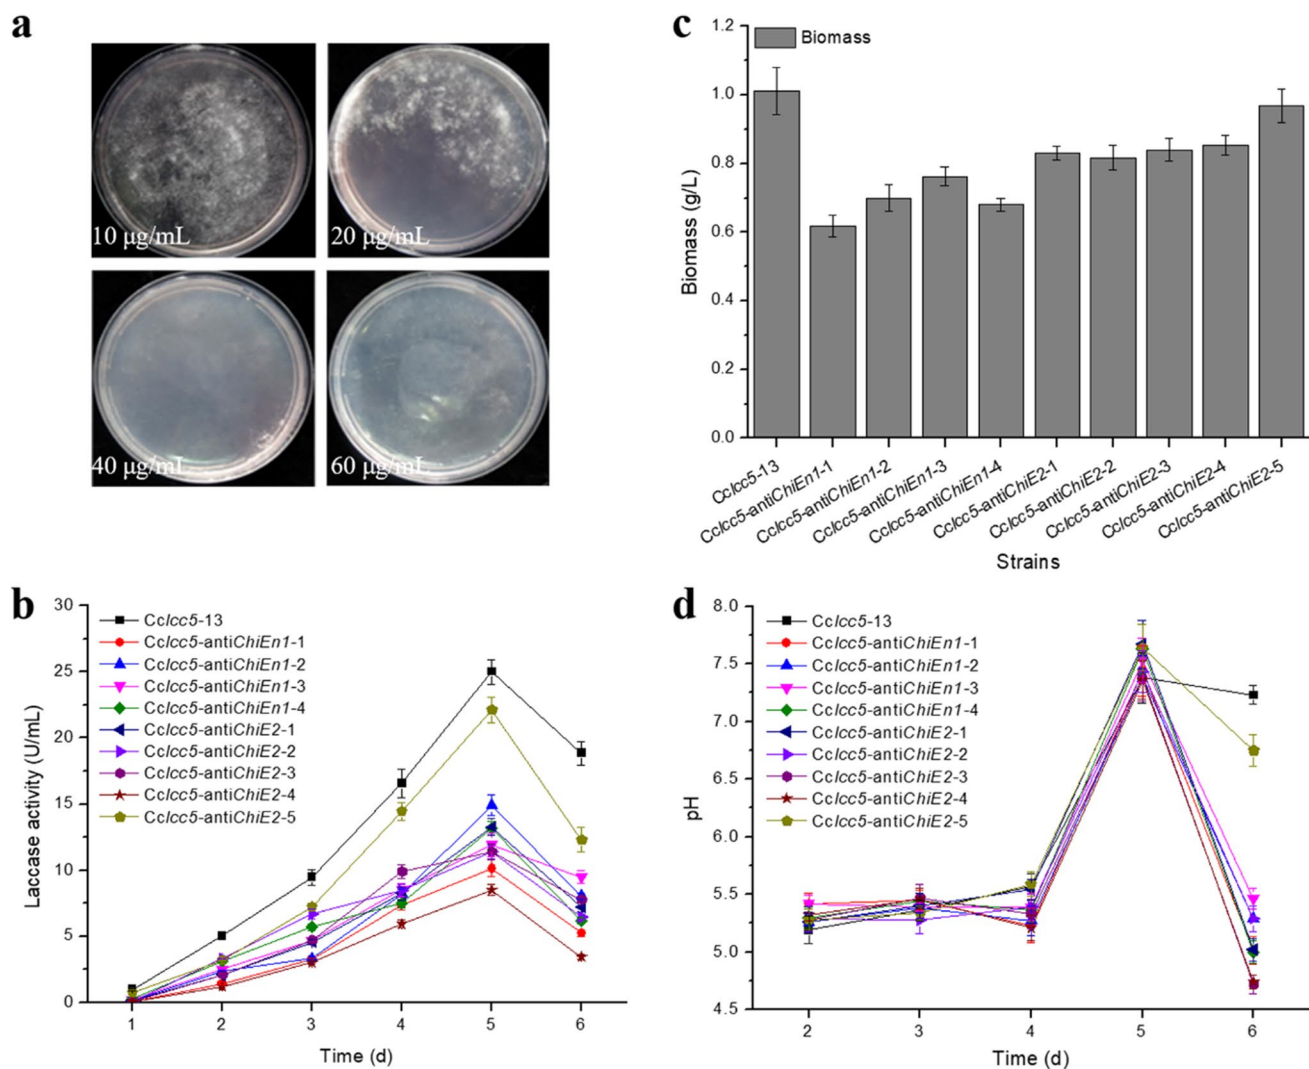 a
10 μg/mL
20 μg/mL
40 μg/mL
60 μg/mL
c
1.2
1.0
0.8
0.6
0.4
0.2
0.0
Biomass (g/L)
Biomass
Cclcc5-13
Cclcc5-antiChiEn1-1
Cclcc5-antiChiEn1-2
Cclcc5-antiChiEn1-3
Cclcc5-antiChiEn1-4
Cclcc5-antiChiE2-1
Cclcc5-antiChiE2-2
Cclcc5-antiChiE2-3
Cclcc5-antiChiE2-4
Cclcc5-antiChiE2-5
Strains
b
30
25
20
15
10
5
0
Laccase activity (U/mL)
Cclcc5-13
Cclcc5-antiChiEn1-1
Cclcc5-antiChiEn1-2
Cclcc5-antiChiEn1-3
Cclcc5-antiChiEn1-4
Cclcc5-antiChiE2-1
Cclcc5-antiChiE2-2
Cclcc5-antiChiE2-3
Cclcc5-antiChiE2-4
Cclcc5-antiChiE2-5
1 2 3 4 5 6
Time (d)
d
8.0
7.5
7.0
6.5
6.0
5.5
5.0
4.5
pH
Cclcc5-13
Cclcc5-antiChiEn1-1
Cclcc5-antiChiEn1-2
Cclcc5-antiChiEn1-3
Cclcc5-antiChiEn1-4
Cclcc5-antiChiE2-1
Cclcc5-antiChiE2-2
Cclcc5-antiChiE2-3
Cclcc5-antiChiE2-4
Cclcc5-antiChiE2-5
2 3 4 5 6
Time (d)